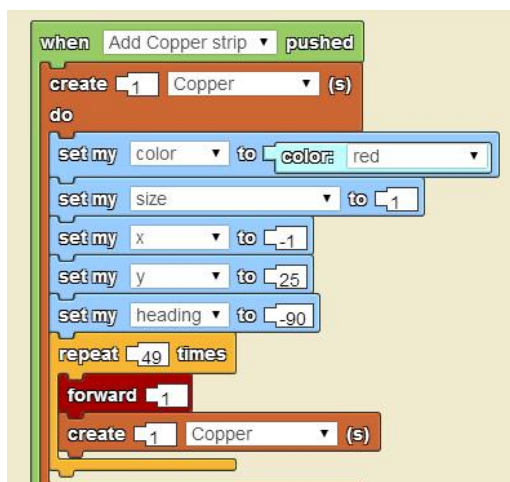 when Add Copper strip ▼ pushed
create 1 Copper ▼ (s)
do
set my color ▼ to color: red ▼
set my size ▼ to 1
set my x ▼ to -1
set my y ▼ to 25
set my heading ▼ to -90
repeat 49 times
forward 1
create 1 Copper ▼ (s)